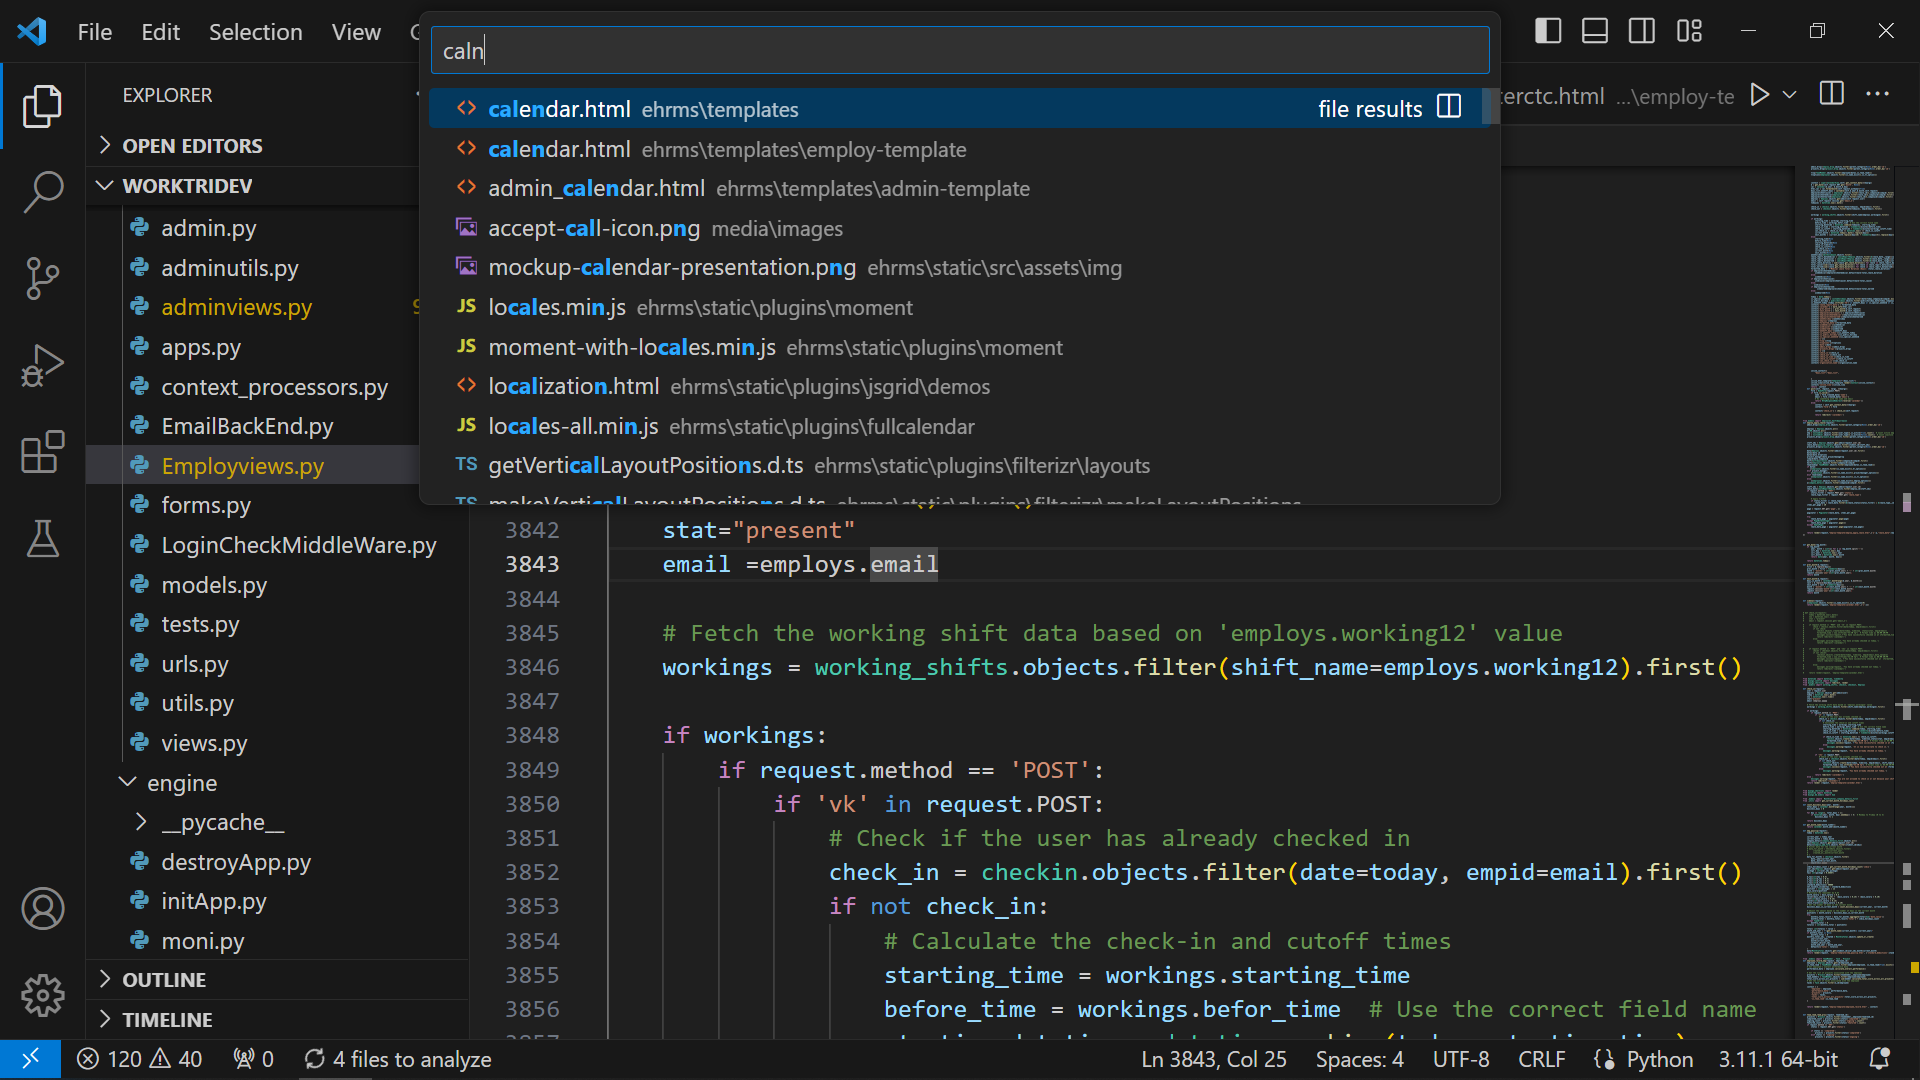 File Edit Selection View
caln
calendar.html ehrms\templates file results
calendar.html ehrms\templates\employ-template
admin_calendar.html ehrms\templates\admin-template
accept-call-icon.png media\images
mockup-calendar-presentation.png ehrms\static\src\assets\img
JS locales.min.js ehrms\static\plugins\moment
JS moment-with-locales.min.js ehrms\static\plugins\moment
localization.html ehrms\static\plugins\jsgrid\demos
JS locales-all.min.js ehrms\static\plugins\fullcalendar
TS getVerticalLayoutPositions.d.ts ehrms\static\plugins\filterizr\layouts
TS makeVerticalLayoutPositions.d.ts ehrms\static\plugins\filterizr\makeLayoutPositions
erctc.html ...\employ-te
EXPLORER
OPEN EDITORS
WORKTRIDEV
admin.py
adminutils.py
adminviews.py 9
apps.py
context_processors.py
EmailBackEnd.py
Employviews.py
forms.py
LoginCheckMiddleWare.py
models.py
tests.py
urls.py
utils.py
views.py
engine
__pycache__
destroyApp.py
initApp.py
moni.py
OUTLINE
TIMELINE
3842 stat="present"
3843 email =employs.email
3844
3845 # Fetch the working shift data based on 'employs.working12' value
3846 workings = working_shifts.objects.filter(shift_name=employs.working12).first()
3847
3848 if workings:
3849 if request.method == 'POST':
3850 if 'vk' in request.POST:
3851 # Check if the user has already checked in
3852 check_in = checkin.objects.filter(date=today, empid=email).first()
3853 if not check_in:
3854 # Calculate the check-in and cutoff times
3855 starting_time = workings.starting_time
3856 before_time = workings.befor_time # Use the correct field name
3857
120 40 0 4 files to analyze Ln 3843, Col 25 Spaces: 4 UTF-8 CRLF {} Python 3.11.1 64-bit